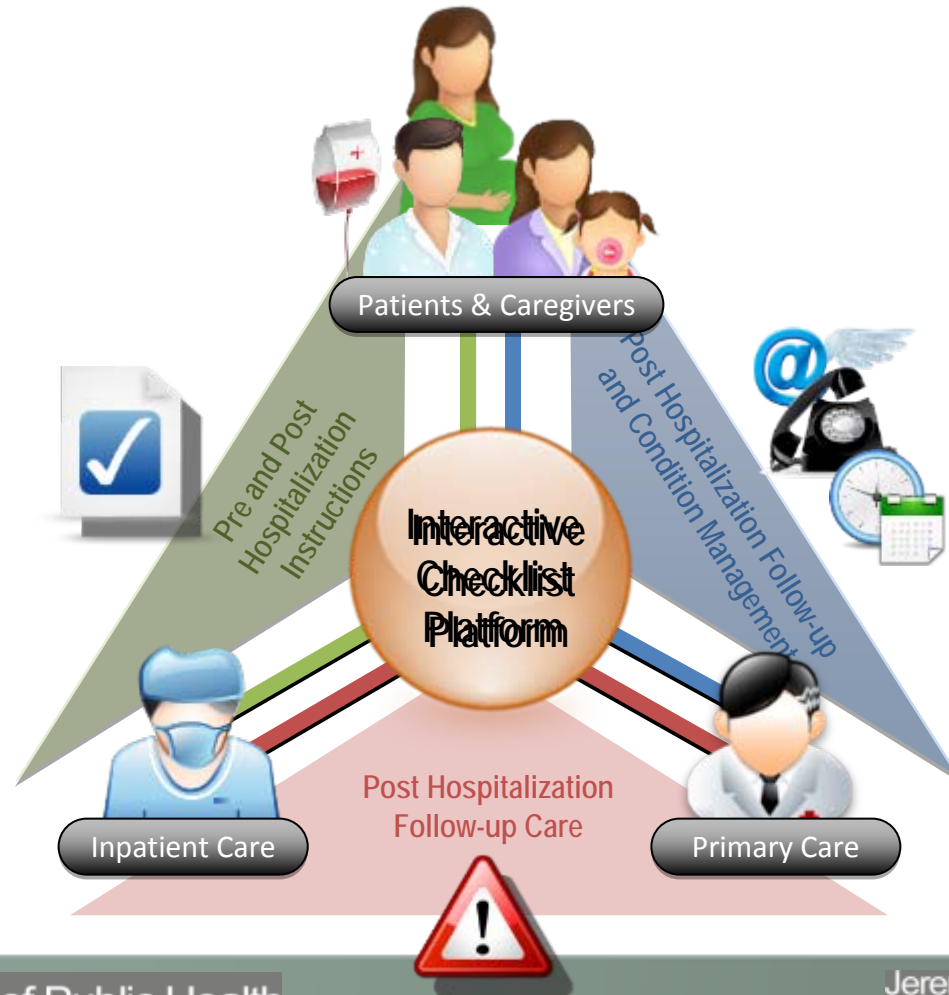 Patients & Caregivers
Pre and Post
Hospitalization
Instructions
Post Hospitalization Follow-up
and Condition Management
Interactive
Checklist
Platform
Inpatient Care
Post Hospitalization
Follow-up Care
Primary Care
of Public Health
Jere